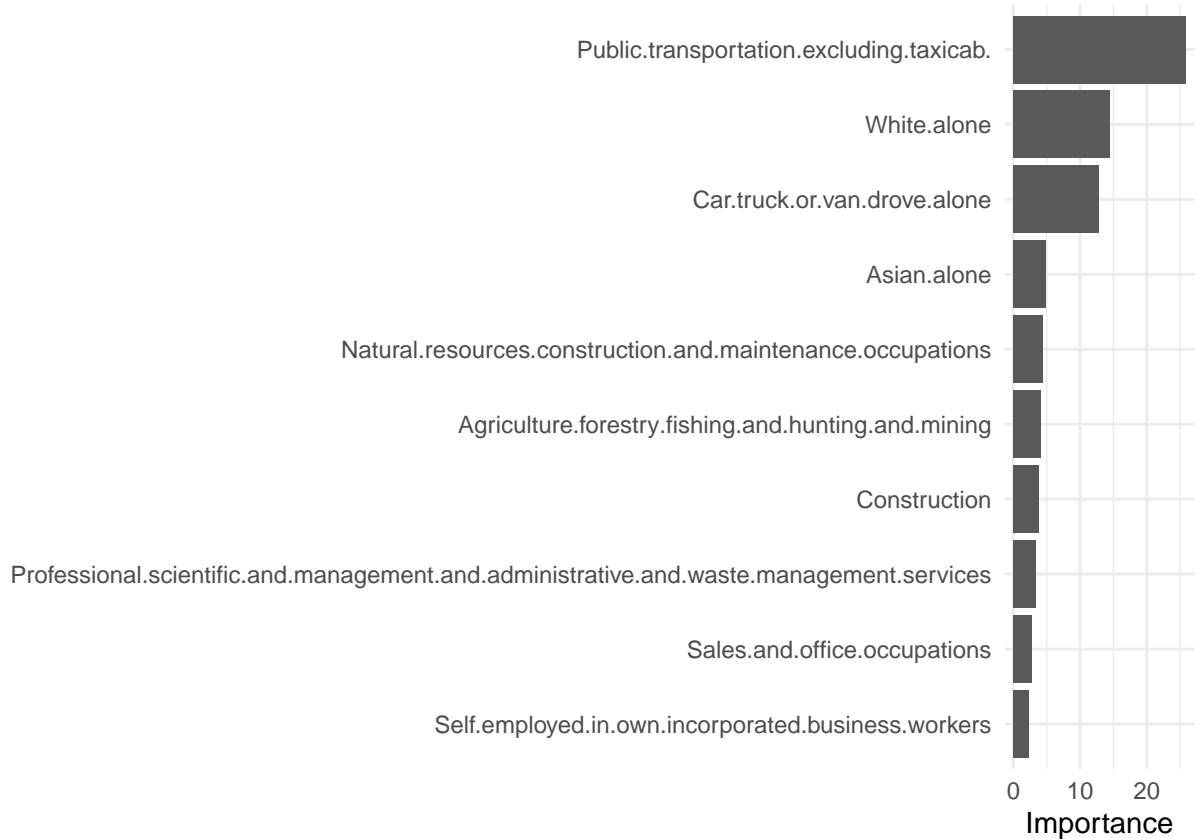 Public.transportation.excluding.taxicab.
White.alone
Car.truck.or.van.drove.alone
Asian.alone
Natural.resources.construction.and.maintenance.occupations
Agriculture.forestry.fishing.and.hunting.and.mining
Construction
Professional.scientific.and.management.and.administrative.and.waste.management.services
Sales.and.office.occupations
Self.employed.in.own.incorporated.business.workers
0 10 20
Importance